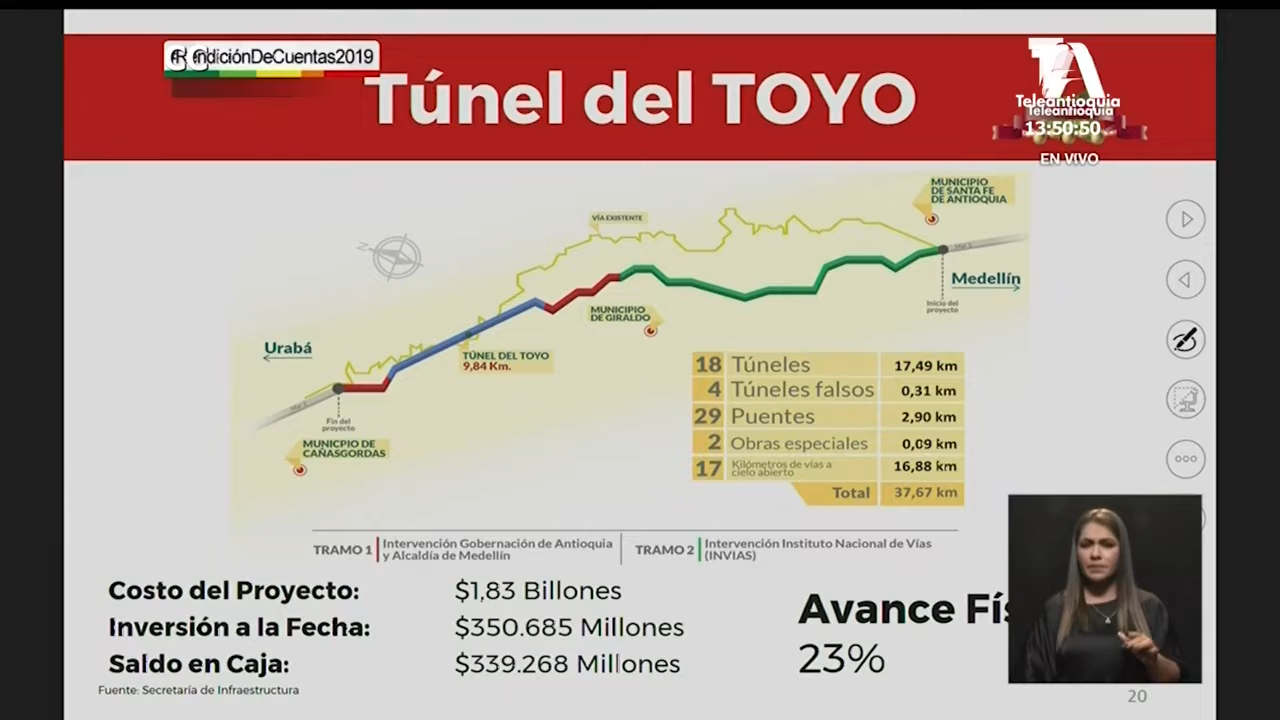 #RendiciónDeCuentas2019
Túnel del TOYO
Teleantioquia
Teleantioquia
13:50:50
EN VIVO
MUNICIPIO
DE SANTA FE
DE ANTIOQUIA
VÍA EXISTENTE
Z
Mar 1
Medellín
Inicio del
proyecto
MUNICIPIO
DE GIRALDO
Urabá
TÚNEL DEL TOYO
9,84 Km.
Fin del
proyecto
MUNICPIO DE
CAÑASGORDAS
18 Túneles 17,49 km
4 Túneles falsos 0,31 km
29 Puentes 2,90 km
2 Obras especiales 0,09 km
17 Kilómetros de vías a cielo abierto 16,88 km
Total 37,67 km
TRAMO 1 Intervención Gobernación de Antioquia
y Alcaldía de Medellín
TRAMO 2 Intervención Instituto Nacional de Vías
(INVIAS)
Costo del Proyecto: $1,83 Billones
Inversión a la Fecha: $350.685 Millones
Saldo en Caja: $339.268 Millones
Avance Fís
23%
Fuente: Secretaría de Infraestructura
20